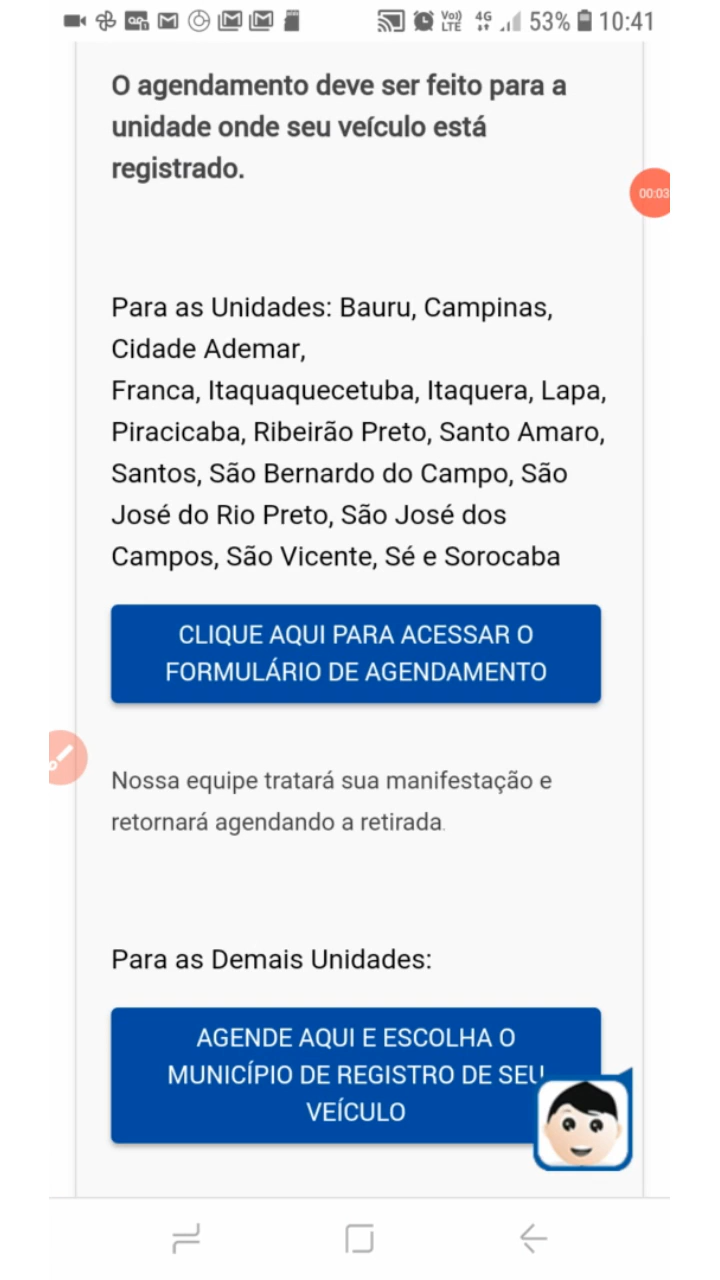 Voi) LTE 4G 53% 10:41
O agendamento deve ser feito para a
unidade onde seu veículo está
registrado.
00:03
Para as Unidades: Bauru, Campinas,
Cidade Ademar,
Franca, Itaquaquecetuba, Itaquera, Lapa,
Piracicaba, Ribeirão Preto, Santo Amaro,
Santos, São Bernardo do Campo, São
José do Rio Preto, São José dos
Campos, São Vicente, Sé e Sorocaba
CLIQUE AQUI PARA ACESSAR O
FORMULÁRIO DE AGENDAMENTO
Nossa equipe tratará sua manifestação e
retornará agendando a retirada.
Para as Demais Unidades:
AGENDE AQUI E ESCOLHA O
MUNICÍPIO DE REGISTRO DE SEU
VEÍCULO